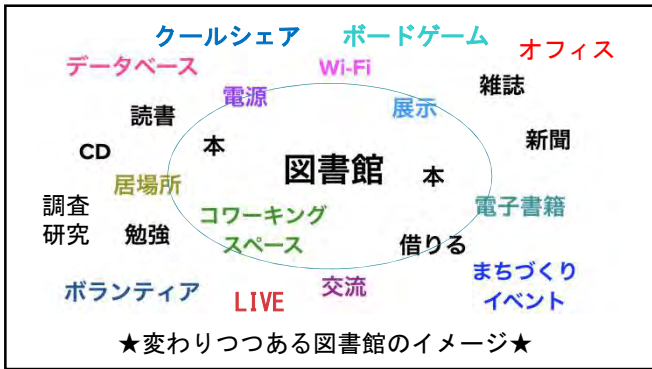 クールシェア
ボードゲーム
オフィス
データベース
Wi-Fi
電源
雑誌
展示
読書
本
新聞
CD
図書館
本
居場所
調査
研究
勉強
コワーキング
スペース
電子書籍
借りる
まちづくり
イベント
ボランティア
LIVE
交流
★変わりつつある図書館のイメージ★